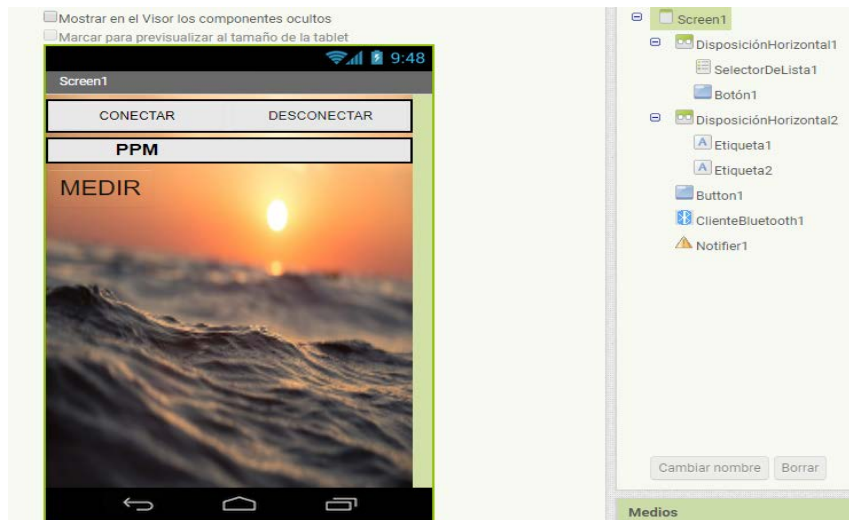 Mostrar en el Visor los componentes ocultos
Marcar para previsualizar al tamaño de la tablet
9:48
Screen1
CONECTAR DESCONECTAR
PPM
MEDIR
Screen1
DisposiciónHorizontal1
SelectorDeLista1
Botón1
DisposiciónHorizontal2
A Etiqueta1
A Etiqueta2
Button1
ClienteBluetooth1
Notifier1
Cambiar nombre Borrar
Medios